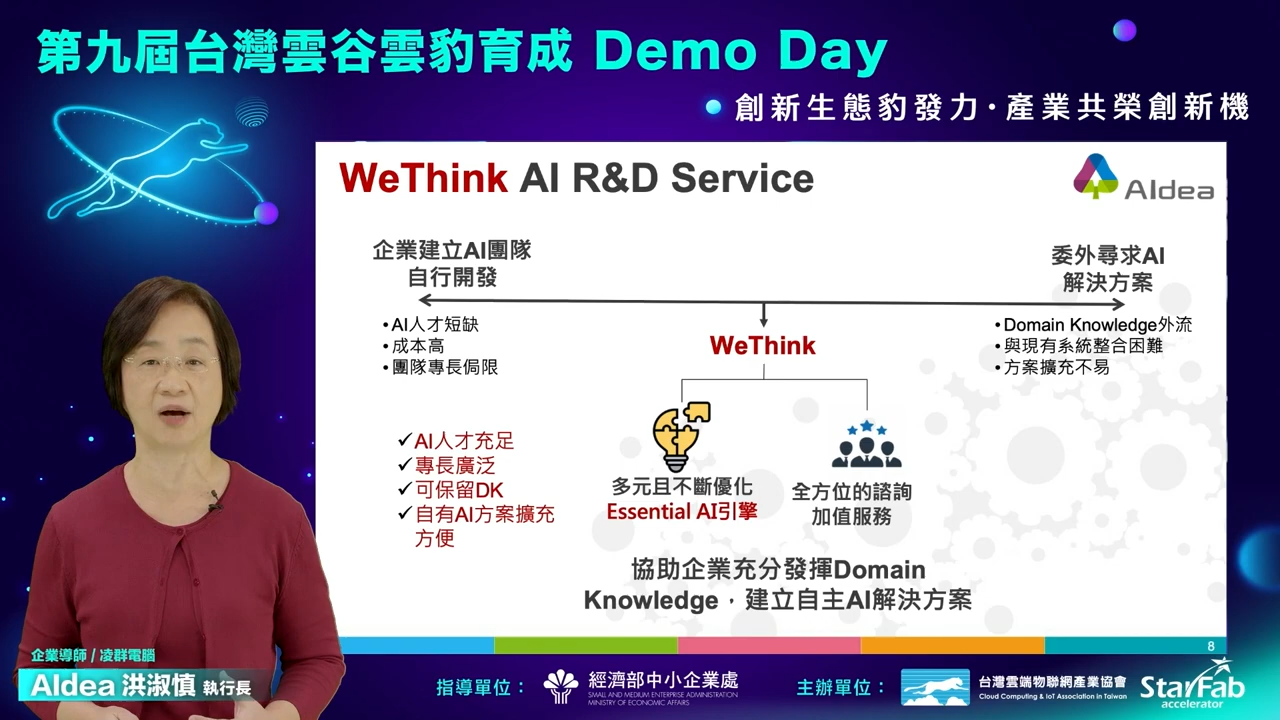 第九屆台灣雲谷雲豹育成 Demo Day
創新生態豹發力·產業共榮創新機
WeThink AI R&D Service
AIdea
企業建立AI團隊
自行開發
委外尋求AI
解決方案
•AI人才短缺
•成本高
•團隊專長侷限
WeThink
•Domain Knowledge外流
•與現有系統整合困難
•方案擴充不易
✓AI人才充足
✓專長廣泛
✓可保留DK
✓自有AI方案擴充
方便
多元且不斷優化
Essential AI引擎
全方位的諮詢
加值服務
協助企業充分發揮Domain
Knowledge，建立自主AI解決方案
8
企業導師 / 凌群電腦
AIdea 洪淑慎 執行長
指導單位：
經濟部中小企業處
SMALL AND MEDIUM ENTERPRISE ADMINISTRATION
MINISTRY OF ECONOMIC AFFAIRS
主辦單位：
台灣雲端物聯網產業協會
Cloud Computing & IoT Association in Taiwan
StarFab
accelerator